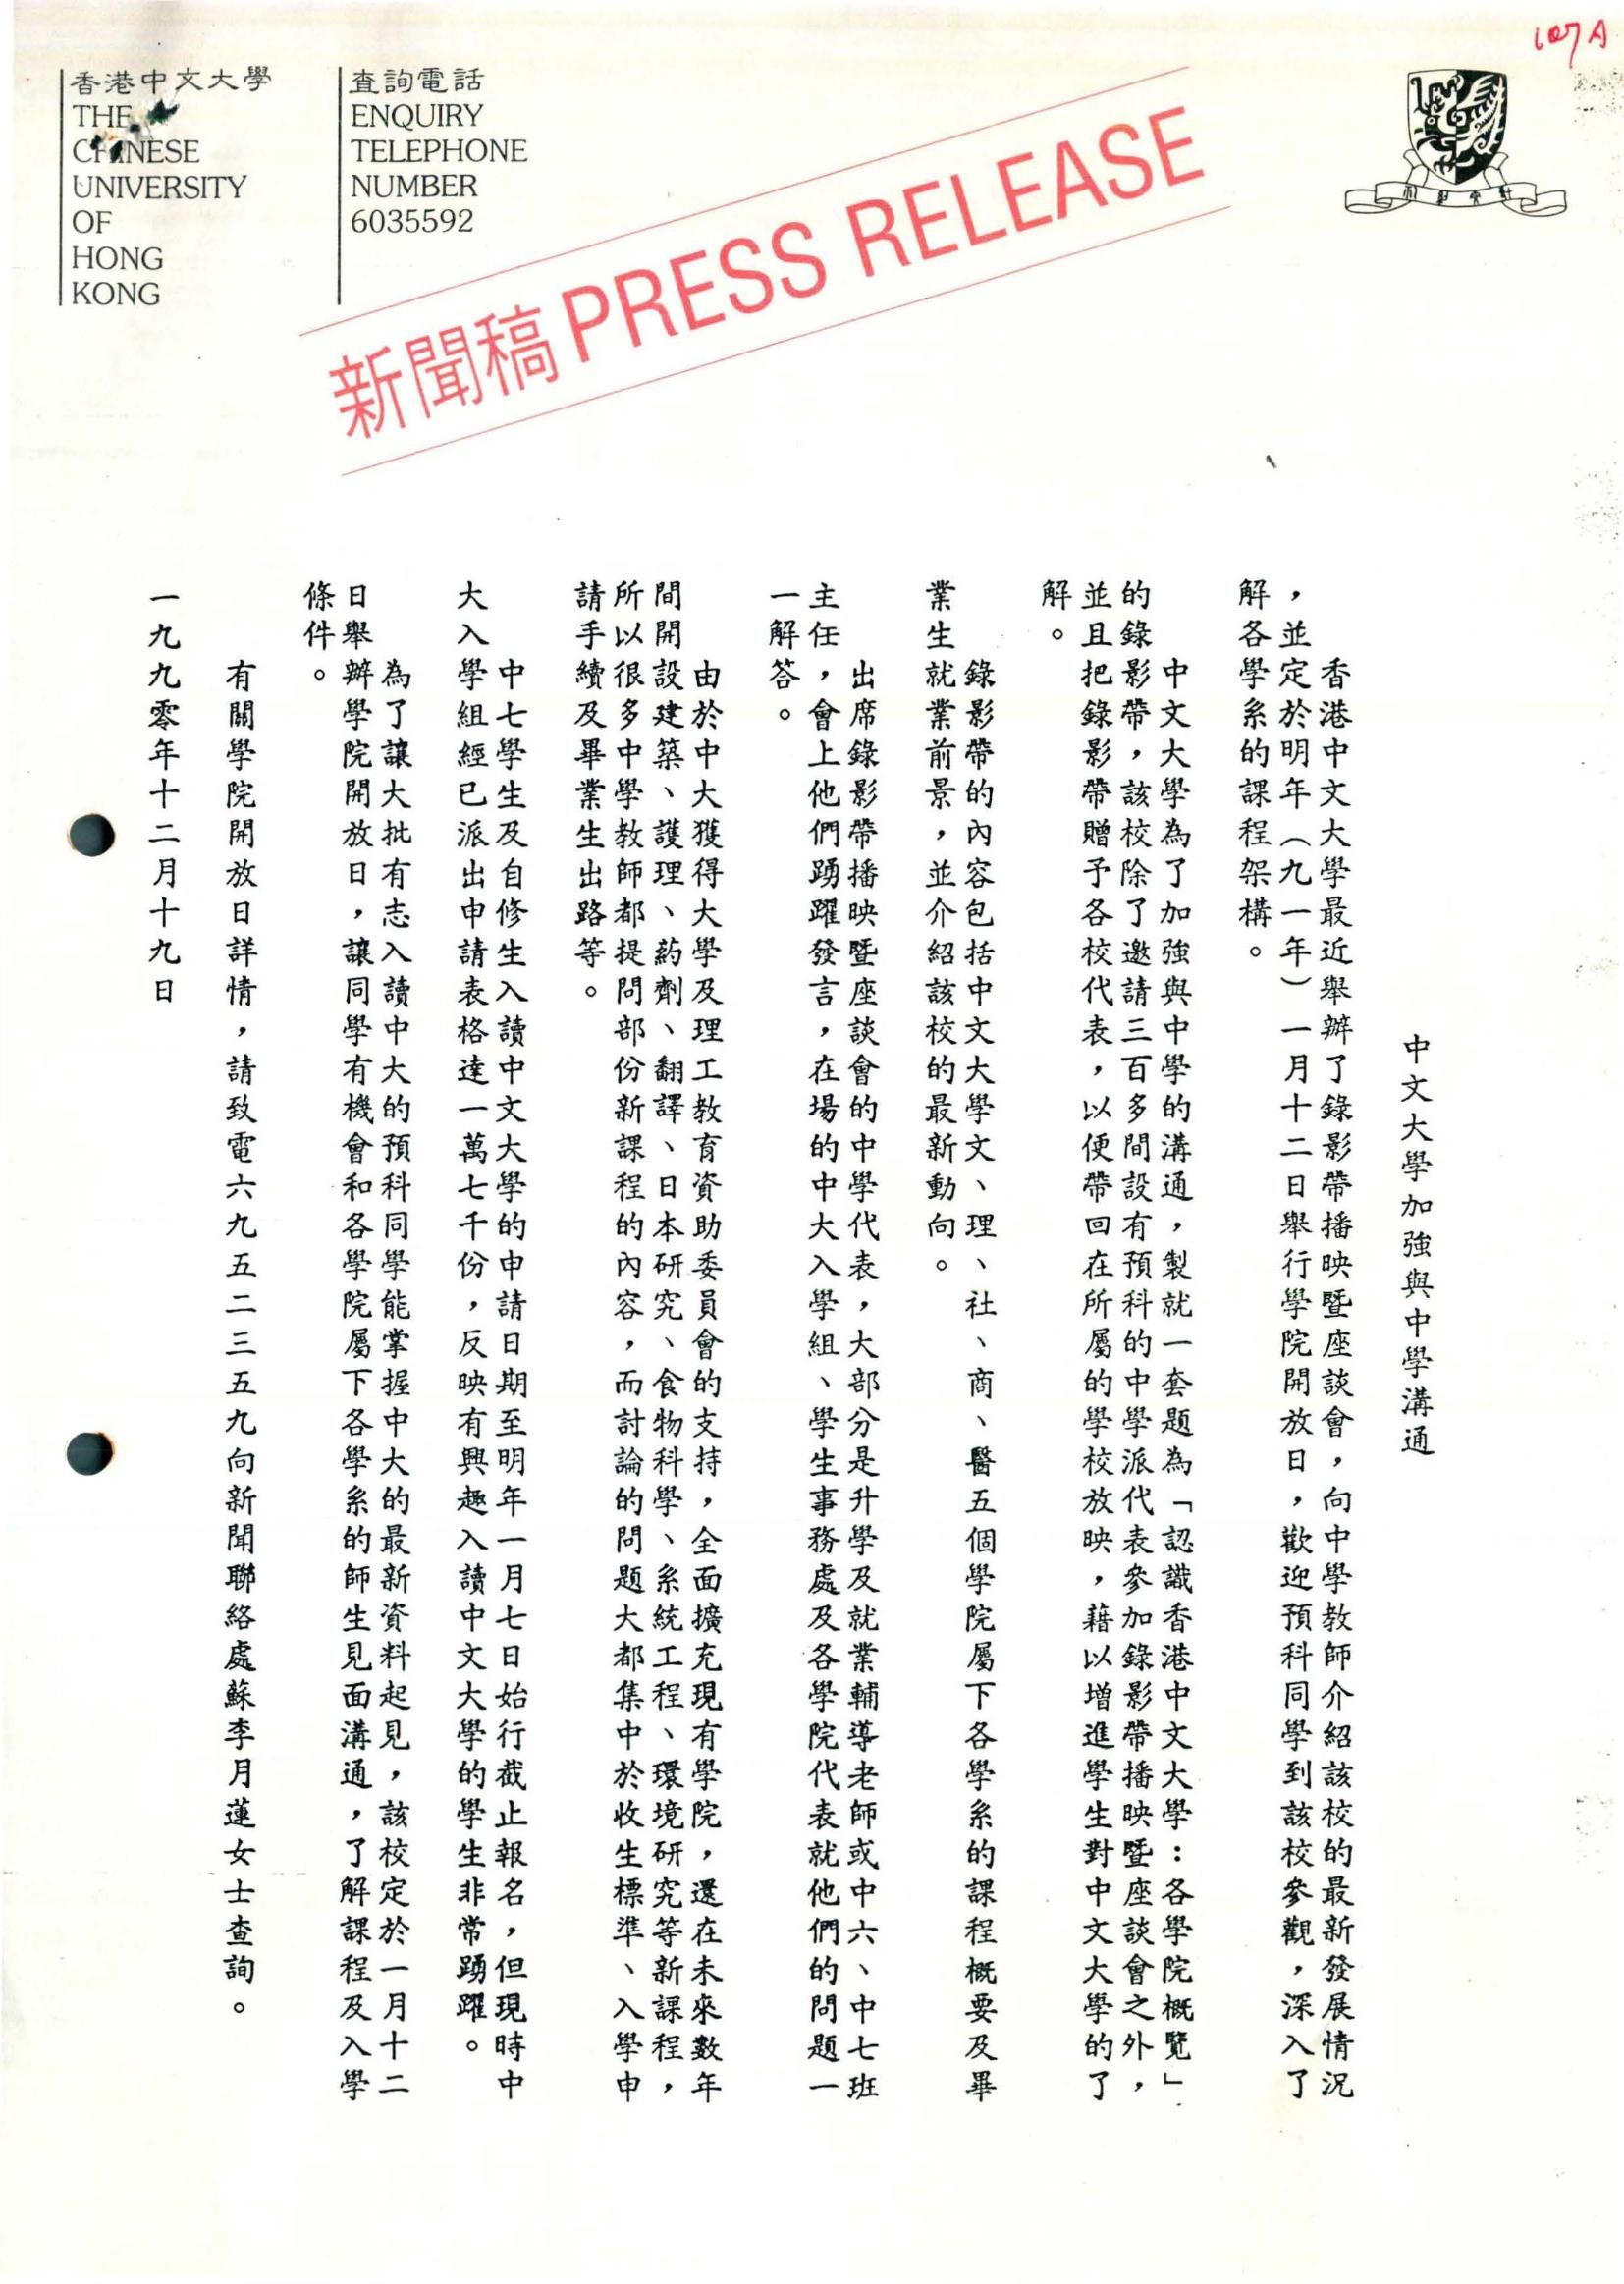 107A
香港中文大學
THE
CHINESE
UNIVERSITY
OF
HONG
KONG
查詢電話
ENQUIRY
TELEPHONE
NUMBER
6035592
新聞稿 PRESS RELEASE
中文大學加強與中學溝通
香港中文大學最近舉辦了錄影帶播映暨座談會，向中學教師介紹該校的最新發展情況
，並定於明年（九一年）一月十二日舉行學院開放日，歡迎預科同學到該校參觀，深入了
解各學系的課程架構。
中文大學為了加強與中學的溝通，製就一套題為「認識香港中文大學：各學院概覽」
的錄影帶，該校除了邀請三百多間設有預科的中學派代表參加錄影帶播映暨座談會之外，
並且把錄影帶贈予各校代表，以便帶回在所屬的學校放映，藉以增進學生對中文大學的了
解。
錄影帶的內容包括中文大學文、理、社、商、醫五個學院屬下各學系的課程概要及畢
業生就業前景，並介紹該校的最新動向。
出席錄影帶播映暨座談會的中學代表，大部分是升學及就業輔導老師或中六、中七班
主任，會上他們踴躍發言，在場的中大入學組、學生事務處及各學院代表就他們的問題一
一解答。
由於中大獲得大學及理工教育資助委員會的支持，全面擴充現有學院，還在未來數年
間開設建築、護理、葯劑、翻譯、日本研究、食物科學、系統工程、環境研究等新課程，
所以很多中學教師都提問部份新課程的內容，而討論的問題大都集中於收生標準、入學申
請手續及畢業生出路等。
中七學生及自修生入讀中文大學的申請日期至明年一月七日始行截止報名，但現時中
大入學組經已派出申請表格達一萬七千份，反映有興趣入讀中文大學的學生非常踴躍。
為了讓大批有志入讀中大的預科同學能掌握中大的最新資料起見，該校定於一月十二
日舉辦學院開放日，讓同學有機會和各學院屬下各學系的師生見面溝通，了解課程及入學
條件。
有關學院開放日詳情，請致電六九五二三五九向新聞聯絡處蘇李月蓮女士查詢。
一九九零年十二月十九日